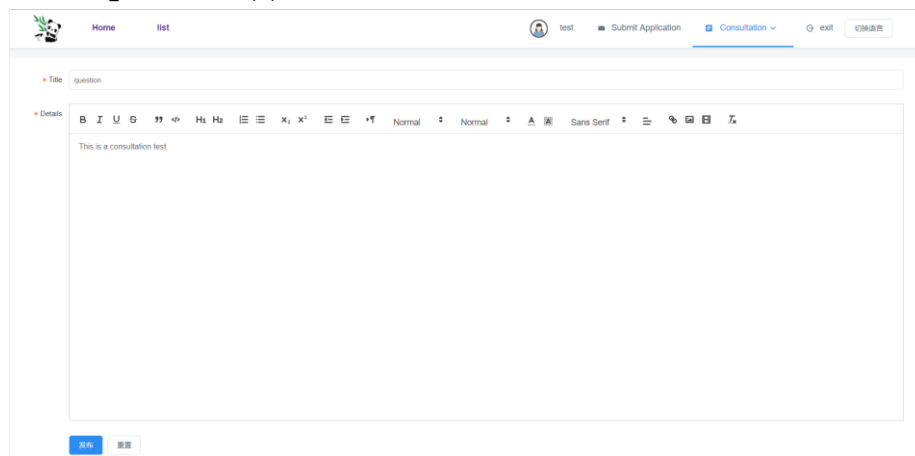 Home list test Submit Application Consultation exit 切换语言
* Title question
* Details B I U S H1 H2 X₂ X² Normal Normal A A Sans Serif
This is a consultation test.
发布 重置